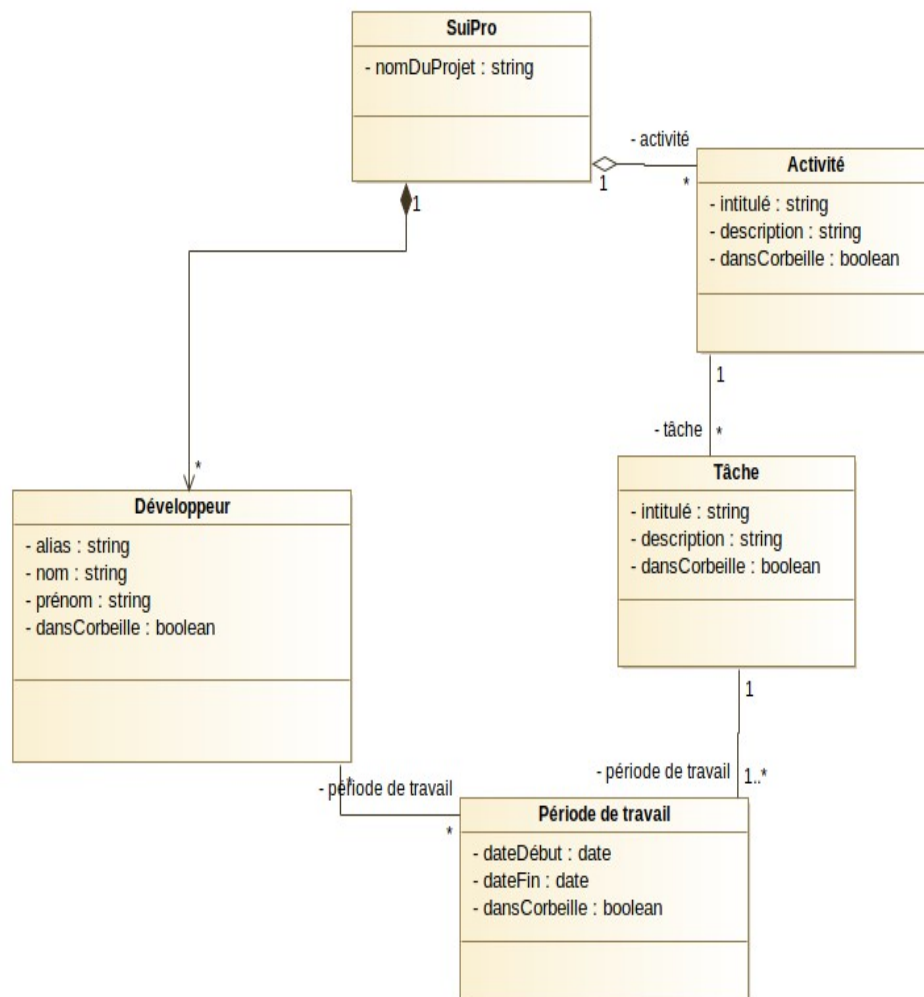 SuiPro
- nomDuProjet : string
- activité
1
*
1
Activité
- intitulé : string
- description : string
- dansCorbeille : boolean
1
- tâche
*
*
Tâche
- intitulé : string
- description : string
- dansCorbeille : boolean
Développeur
- alias : string
- nom : string
- prénom : string
- dansCorbeille : boolean
1
- période de travail
1..*
*
- période de travail
*
Période de travail
- dateDébut : date
- dateFin : date
- dansCorbeille : boolean